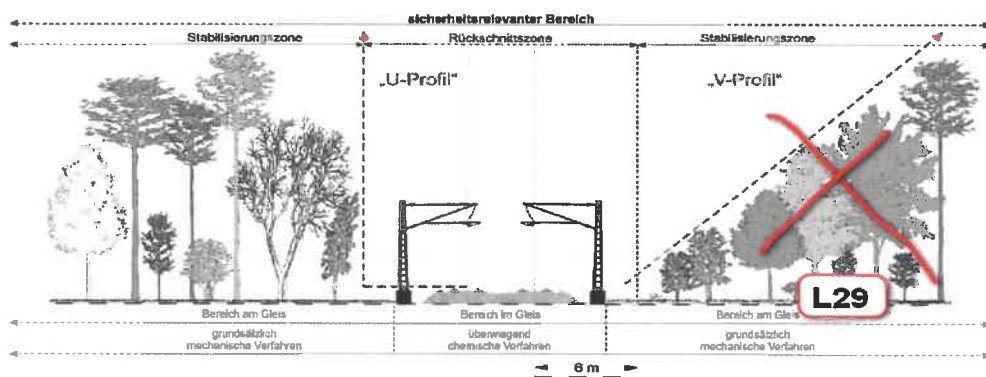 sicherheitsrelevanter Bereich
Stabilisierungszone
Rückschnittszone
Stabilisierungszone
„U-Profil“
„V-Profil“
L29
Bereich am Gleis
Bereich im Gleis
Bereich am Gleis
grundsätzlich
mechanische Verfahren
überwiegend
chemische Verfahren
grundsätzlich
mechanische Verfahren
6 m